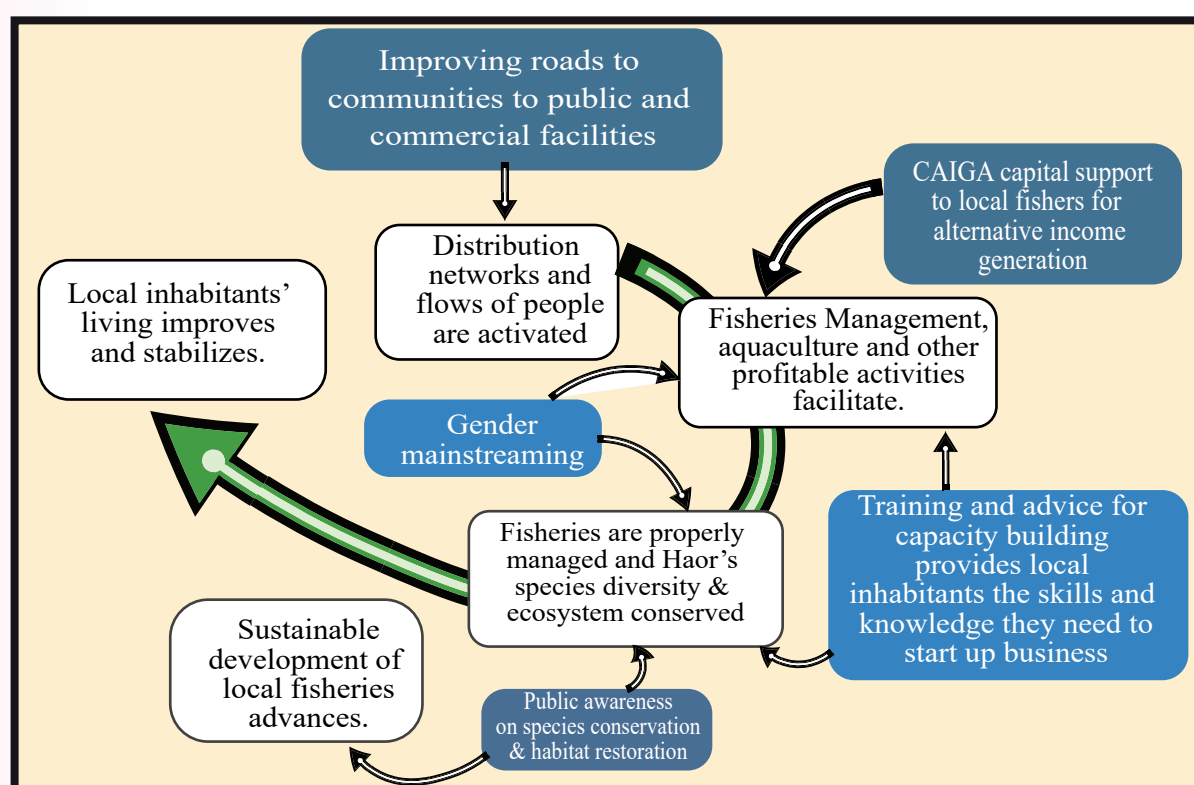 Improving roads to
communities to public and
commercial facilities
CAIGA capital support
to local fishers for
alternative income
generation
Distribution
networks and
flows of people
are activated
Local inhabitants’
living improves
and stabilizes.
Fisheries Management,
aquaculture and other
profitable activities
facilitate.
Gender
mainstreaming
Training and advice for
capacity building
provides local
inhabitants the skills and
knowledge they need to
start up business
Fisheries are properly
managed and Haor’s
species diversity &
ecosystem conserved
Sustainable
development of
local fisheries
advances.
Public awareness
on species conservation
& habitat restoration